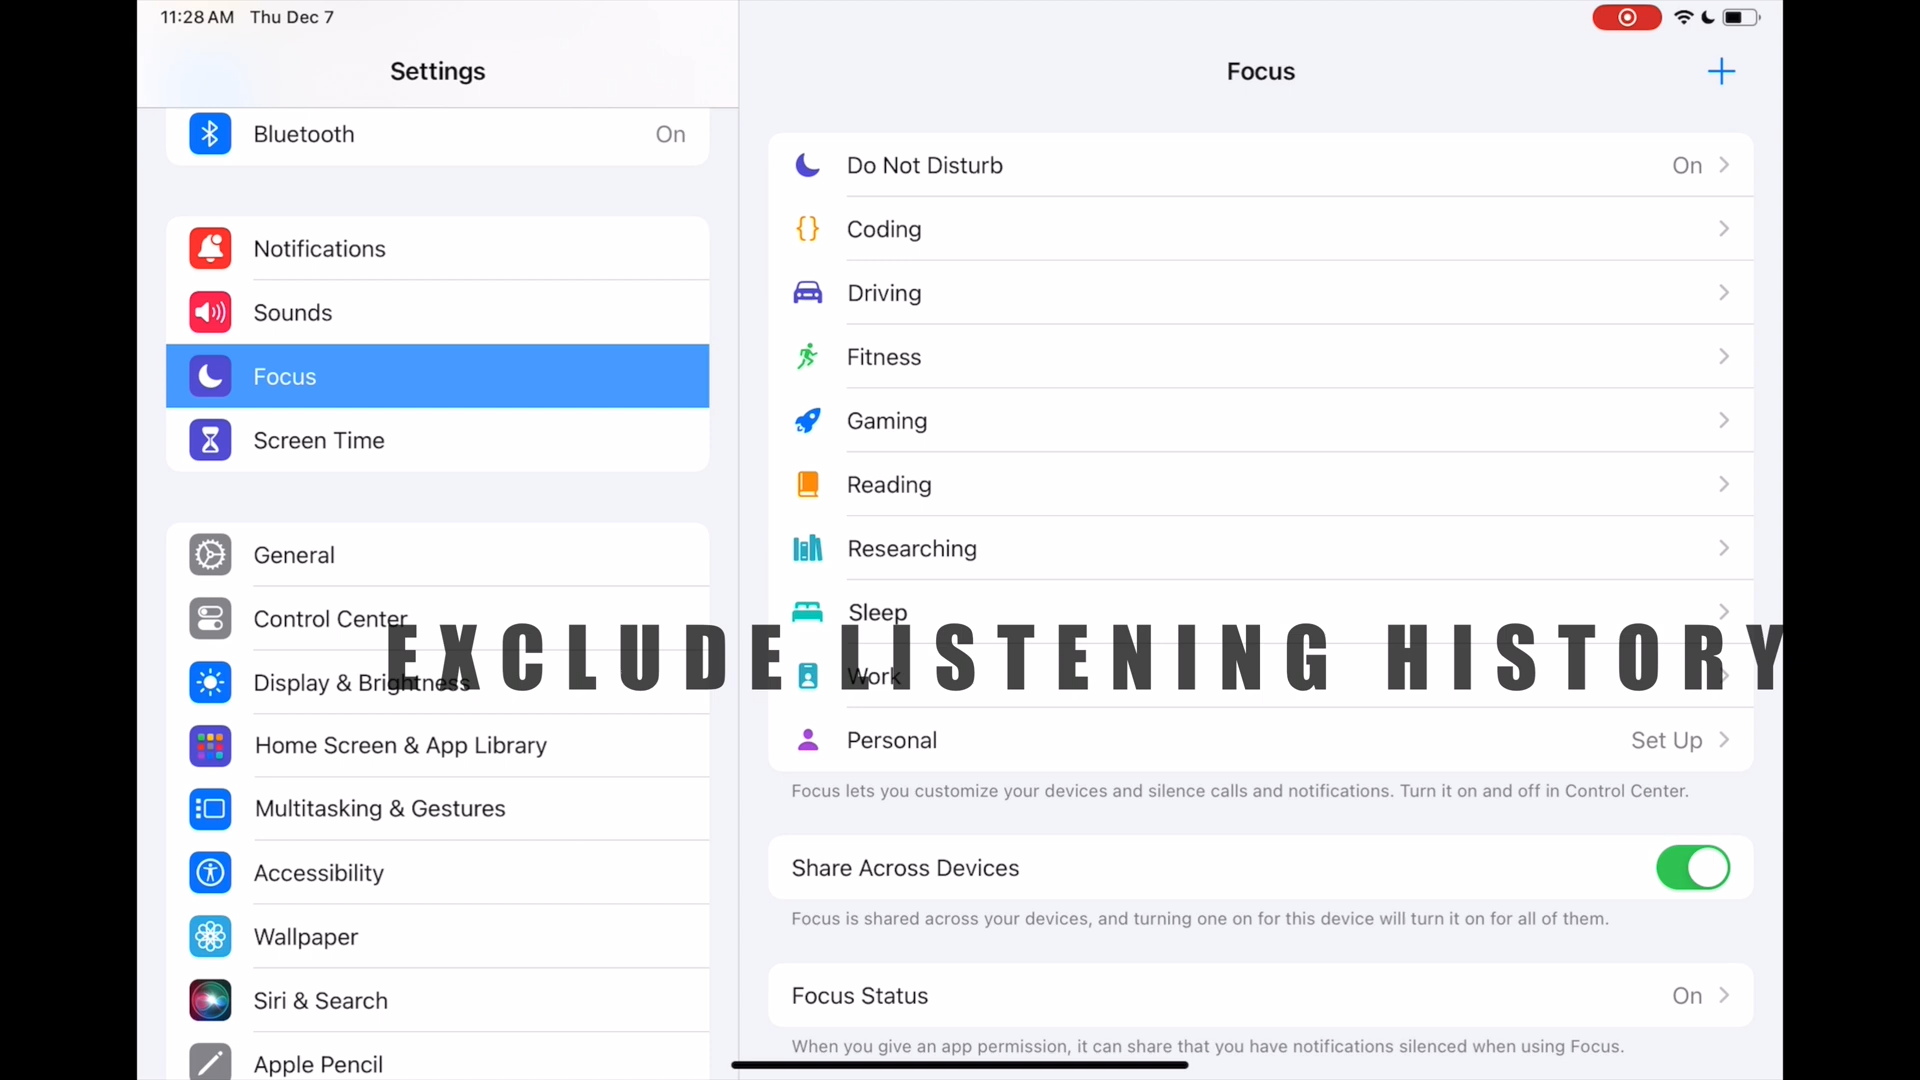 11:28 AM Thu Dec 7
Settings
Bluetooth On
Notifications
Sounds
Focus
Screen Time
General
Control Center
Display & Brightness
Home Screen & App Library
Multitasking & Gestures
Accessibility
Wallpaper
Siri & Search
Apple Pencil
Focus
Do Not Disturb On
Coding
Driving
Fitness
Gaming
Reading
Researching
Sleep
Work
Personal Set Up
Focus lets you customize your devices and silence calls and notifications. Turn it on and off in Control Center.
Share Across Devices
Focus is shared across your devices, and turning one on for this device will turn it on for all of them.
Focus Status On
When you give an app permission, it can share that you have notifications silenced when using Focus.
EXCLUDE LISTENING HISTORY